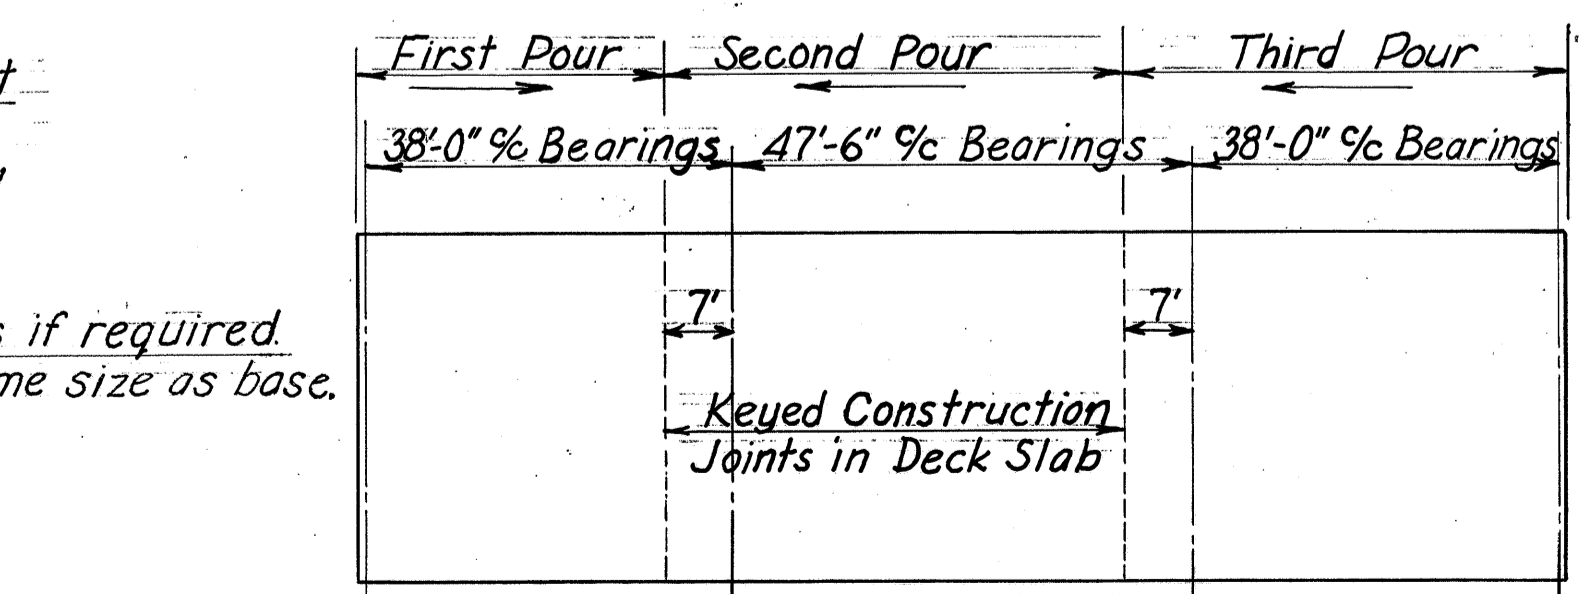 First Pour Second Pour Third Pour
38'-0" c/c Bearings 47'-6" c/c Bearings 38'-0" c/c Bearings
7' 7'
if required.
size as base.
Keyed Construction
Joints in Deck Slab